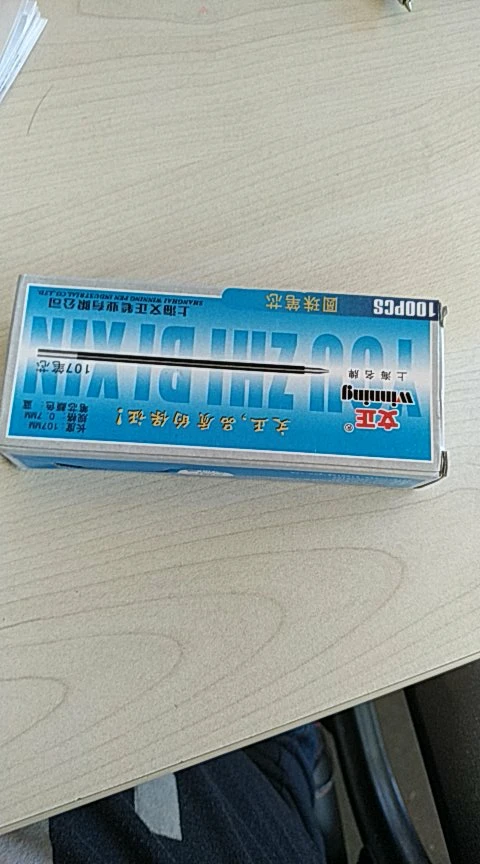 文正®
winning
上海名牌
文正,品质的保证!
长度:107MM
规格:0.7MM
笔芯颜色:蓝
107笔芯
YOU ZHI BI XIN
100PCS
圆珠笔芯
SHANGHAI WINNING PEN INDUSTRIAL CO.,LTD.
上海文正笔业有限公司